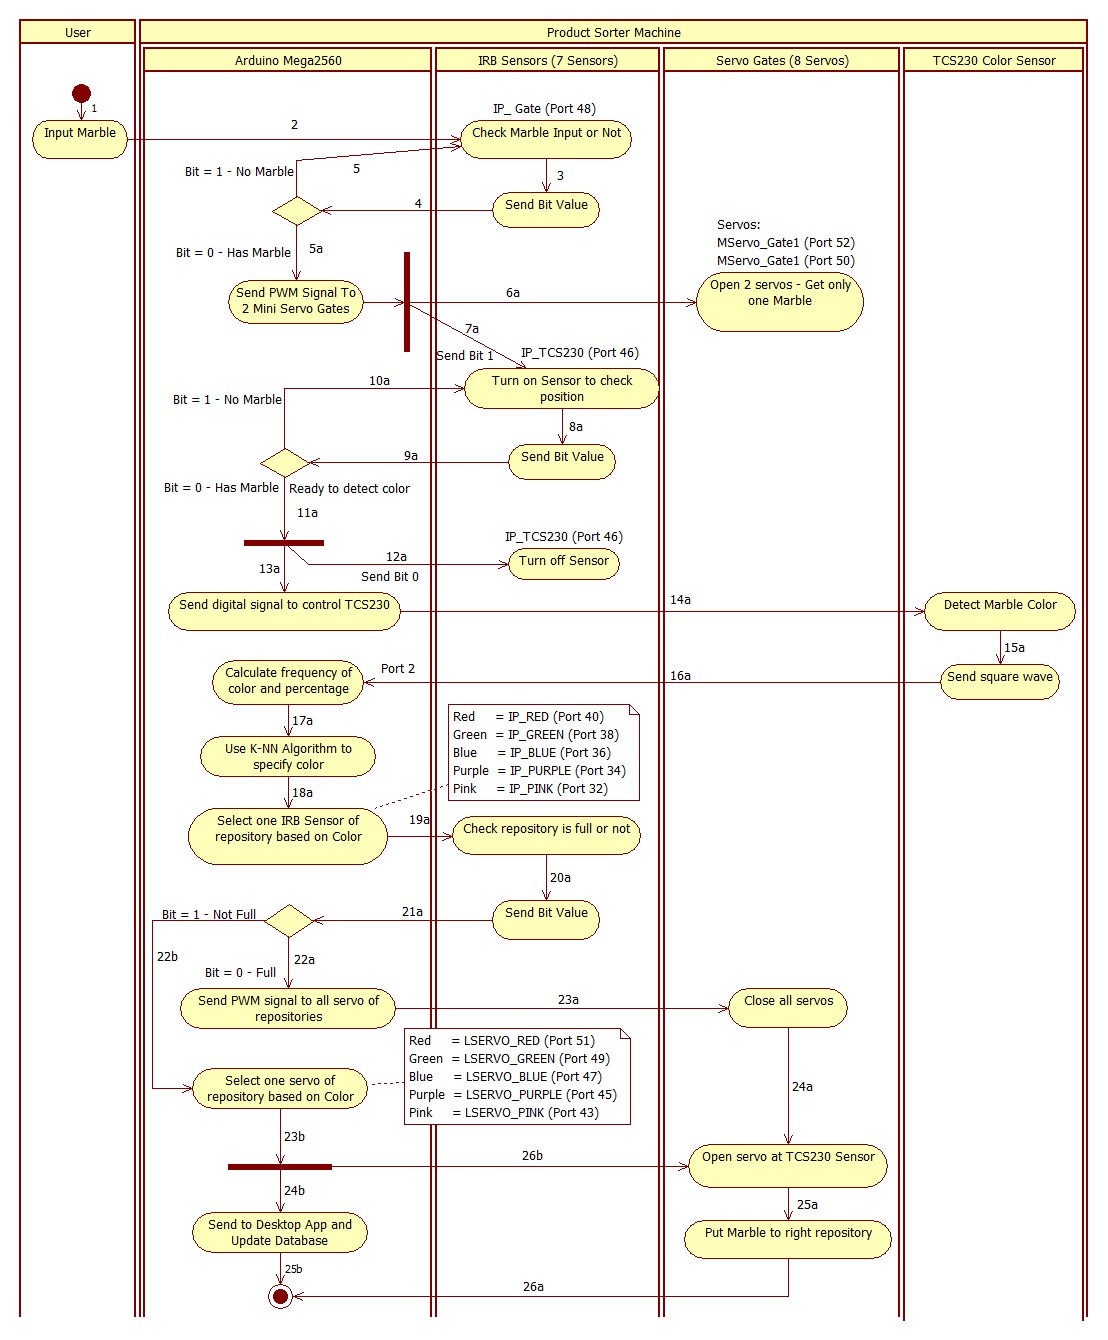 User
Product Sorter Machine
Arduino Mega2560
IRB Sensors (7 Sensors)
Servo Gates (8 Servos)
TCS230 Color Sensor
1
Input Marble
2
IP_ Gate (Port 48)
Check Marble Input or Not
Bit = 1 - No Marble
5
3
4
Send Bit Value
Bit = 0 - Has Marble
5a
Servos:
MServo_Gate1 (Port 52)
MServo_Gate1 (Port 50)
Send PWM Signal To
2 Mini Servo Gates
6a
Open 2 servos - Get only
one Marble
7a
Send Bit 1
IP_TCS230 (Port 46)
10a
Turn on Sensor to check
position
Bit = 1 - No Marble
8a
9a
Send Bit Value
Bit = 0 - Has Marble
Ready to detect color
11a
IP_TCS230 (Port 46)
12a
Turn off Sensor
13a
Send Bit 0
Send digital signal to control TCS230
14a
Detect Marble Color
15a
Calculate frequency of
color and percentage
Port 2
16a
Send square wave
17a
Red = IP_RED (Port 40)
Green = IP_GREEN (Port 38)
Blue = IP_BLUE (Port 36)
Purple = IP_PURPLE (Port 34)
Pink = IP_PINK (Port 32)
Use K-NN Algorithm to
specify color
18a
Select one IRB Sensor of
repository based on Color
19a
Check repository is full or not
20a
Bit = 1 - Not Full
21a
Send Bit Value
22b
22a
Bit = 0 - Full
Send PWM signal to all servo of
repositories
23a
Close all servos
Red = LSERVO_RED (Port 51)
Green = LSERVO_GREEN (Port 49)
Blue = LSERVO_BLUE (Port 47)
Purple = LSERVO_PURPLE (Port 45)
Pink = LSERVO_PINK (Port 43)
Select one servo of
repository based on Color
24a
23b
26b
Open servo at TCS230 Sensor
24b
25a
Send to Desktop App and
Update Database
Put Marble to right repository
25b
26a